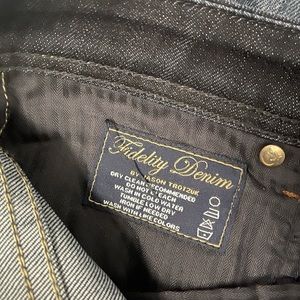 Fidelity Denim
BY JASON TROTZUK
DRY CLEAN RECOMMENDED
DO NOT BLEACH
WASH IN COLD WATER
TUMBLE LOW DRY
IRON IF NEEDED
WASH WITH LIKE COLORS